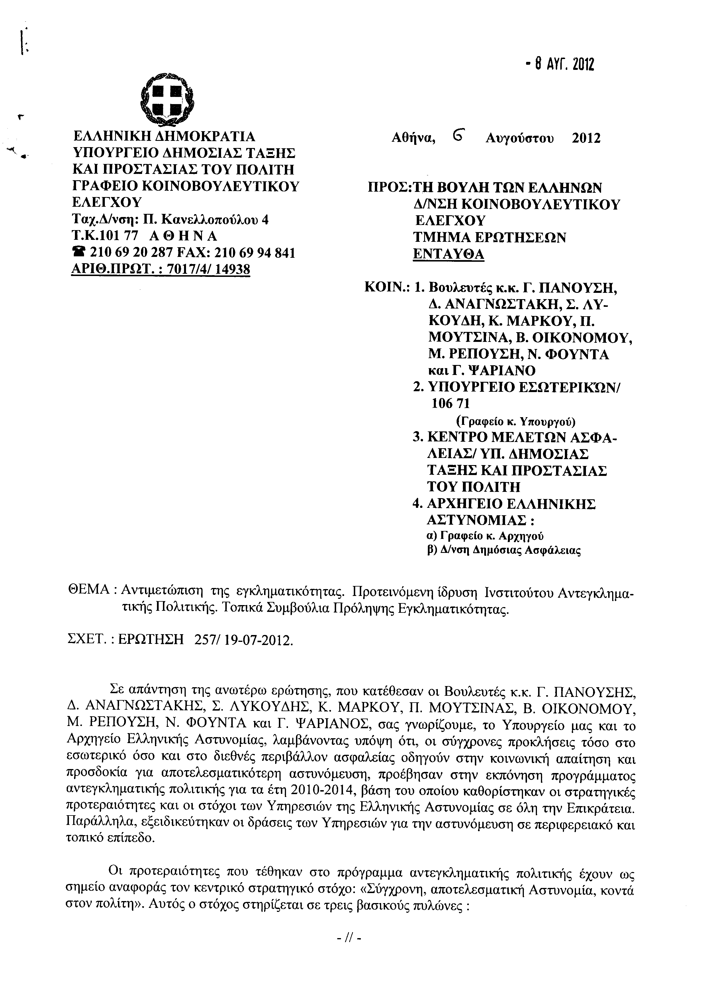 - 8 ΑΥΓ. 2012
ΕΛΛΗΝΙΚΗ ΔΗΜΟΚΡΑΤΙΑ
ΥΠΟΥΡΓΕΙΟ ΔΗΜΟΣΙΑΣ ΤΑΞΗΣ
ΚΑΙ ΠΡΟΣΤΑΣΙΑΣ ΤΟΥ ΠΟΛΙΤΗ
ΓΡΑΦΕΙΟ ΚΟΙΝΟΒΟΥΛΕΥΤΙΚΟΥ
ΕΛΕΓΧΟΥ
Ταχ.Δ/νση: Π. Κανελλοπούλου 4
Τ.Κ.101 77 Α Θ Η Ν Α
☎ 210 69 20 287 FAX: 210 69 94 841
ΑΡΙΘ.ΠΡΩΤ. : 7017/4/ 14938
Αθήνα, 6 Αυγούστου 2012
ΠΡΟΣ:ΤΗ ΒΟΥΛΗ ΤΩΝ ΕΛΛΗΝΩΝ
Δ/ΝΣΗ ΚΟΙΝΟΒΟΥΛΕΥΤΙΚΟΥ
ΕΛΕΓΧΟΥ
ΤΜΗΜΑ ΕΡΩΤΗΣΕΩΝ
ΕΝΤΑΥΘΑ
ΚΟΙΝ.: 1. Βουλευτές κ.κ. Γ. ΠΑΝΟΥΣΗ,
Δ. ΑΝΑΓΝΩΣΤΑΚΗ, Σ. ΛΥ-
ΚΟΥΔΗ, Κ. ΜΑΡΚΟΥ, Π.
ΜΟΥΤΣΙΝΑ, Β. ΟΙΚΟΝΟΜΟΥ,
Μ. ΡΕΠΟΥΣΗ, Ν. ΦΟΥΝΤΑ
και Γ. ΨΑΡΙΑΝΟ
2. ΥΠΟΥΡΓΕΙΟ ΕΣΩΤΕΡΙΚΏΝ/
106 71
(Γραφείο κ. Υπουργού)
3. ΚΕΝΤΡΟ ΜΕΛΕΤΩΝ ΑΣΦΑ-
ΛΕΙΑΣ/ ΥΠ. ΔΗΜΟΣΙΑΣ
ΤΑΞΗΣ ΚΑΙ ΠΡΟΣΤΑΣΙΑΣ
ΤΟΥ ΠΟΛΙΤΗ
4. ΑΡΧΗΓΕΙΟ ΕΛΛΗΝΙΚΗΣ
ΑΣΤΥΝΟΜΙΑΣ :
α) Γραφείο κ. Αρχηγού
β) Δ/νση Δημόσιας Ασφάλειας
ΘΕΜΑ : Αντιμετώπιση της εγκληματικότητας. Προτεινόμενη ίδρυση Ινστιτούτου Αντεγκλημα-
τικής Πολιτικής. Τοπικά Συμβούλια Πρόληψης Εγκληματικότητας.
ΣΧΕΤ. : ΕΡΩΤΗΣΗ 257/ 19-07-2012.
Σε απάντηση της ανωτέρω ερώτησης, που κατέθεσαν οι Βουλευτές κ.κ. Γ. ΠΑΝΟΥΣΗΣ,
Δ. ΑΝΑΓΝΩΣΤΑΚΗΣ, Σ. ΛΥΚΟΥΔΗΣ, Κ. ΜΑΡΚΟΥ, Π. ΜΟΥΤΣΙΝΑΣ, Β. ΟΙΚΟΝΟΜΟΥ,
Μ. ΡΕΠΟΥΣΗ, Ν. ΦΟΥΝΤΑ και Γ. ΨΑΡΙΑΝΟΣ, σας γνωρίζουμε, το Υπουργείο μας και το
Αρχηγείο Ελληνικής Αστυνομίας, λαμβάνοντας υπόψη ότι, οι σύγχρονες προκλήσεις τόσο στο
εσωτερικό όσο και στο διεθνές περιβάλλον ασφαλείας οδηγούν στην κοινωνική απαίτηση και
προσδοκία για αποτελεσματικότερη αστυνόμευση, προέβησαν στην εκπόνηση προγράμματος
αντεγκληματικής πολιτικής για τα έτη 2010-2014, βάση του οποίου καθορίστηκαν οι στρατηγικές
προτεραιότητες και οι στόχοι των Υπηρεσιών της Ελληνικής Αστυνομίας σε όλη την Επικράτεια.
Παράλληλα, εξειδικεύτηκαν οι δράσεις των Υπηρεσιών για την αστυνόμευση σε περιφερειακό και
τοπικό επίπεδο.
Οι προτεραιότητες που τέθηκαν στο πρόγραμμα αντεγκληματικής πολιτικής έχουν ως
σημείο αναφοράς τον κεντρικό στρατηγικό στόχο: «Σύγχρονη, αποτελεσματική Αστυνομία, κοντά
στον πολίτη». Αυτός ο στόχος στηρίζεται σε τρεις βασικούς πυλώνες :
- // -